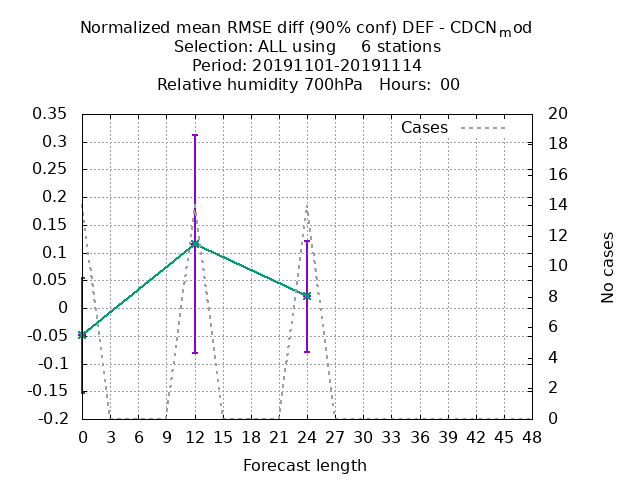 Normalized mean RMSE diff (90% conf) DEF - CDCNmod
Selection: ALL using     6 stations
Period: 20191101-20191114
Relative humidity 700hPa   Hours:  00
Cases
0.35
0.3
0.25
0.2
0.15
0.1
0.05
0
-0.05
-0.1
-0.15
-0.2
20
18
16
14
12
10
8
6
4
2
0
No cases
0 3 6 9 12 15 18 21 24 27 30 33 36 39 42 45 48
Forecast length